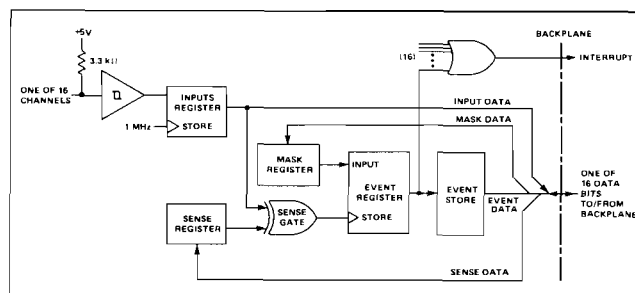 +5V
3.3 kΩ
ONE OF 16
CHANNELS
INPUTS
REGISTER
STORE
1 MHz
(16)
BACKPLANE
INTERRUPT
INPUT DATA
MASK DATA
MASK
REGISTER
INPUT
EVENT
REGISTER
STORE
EVENT
STORE
EVENT
DATA
ONE OF
16 DATA
BITS
TO/FROM
BACKPLANE
SENSE
REGISTER
SENSE
GATE
SENSE DATA